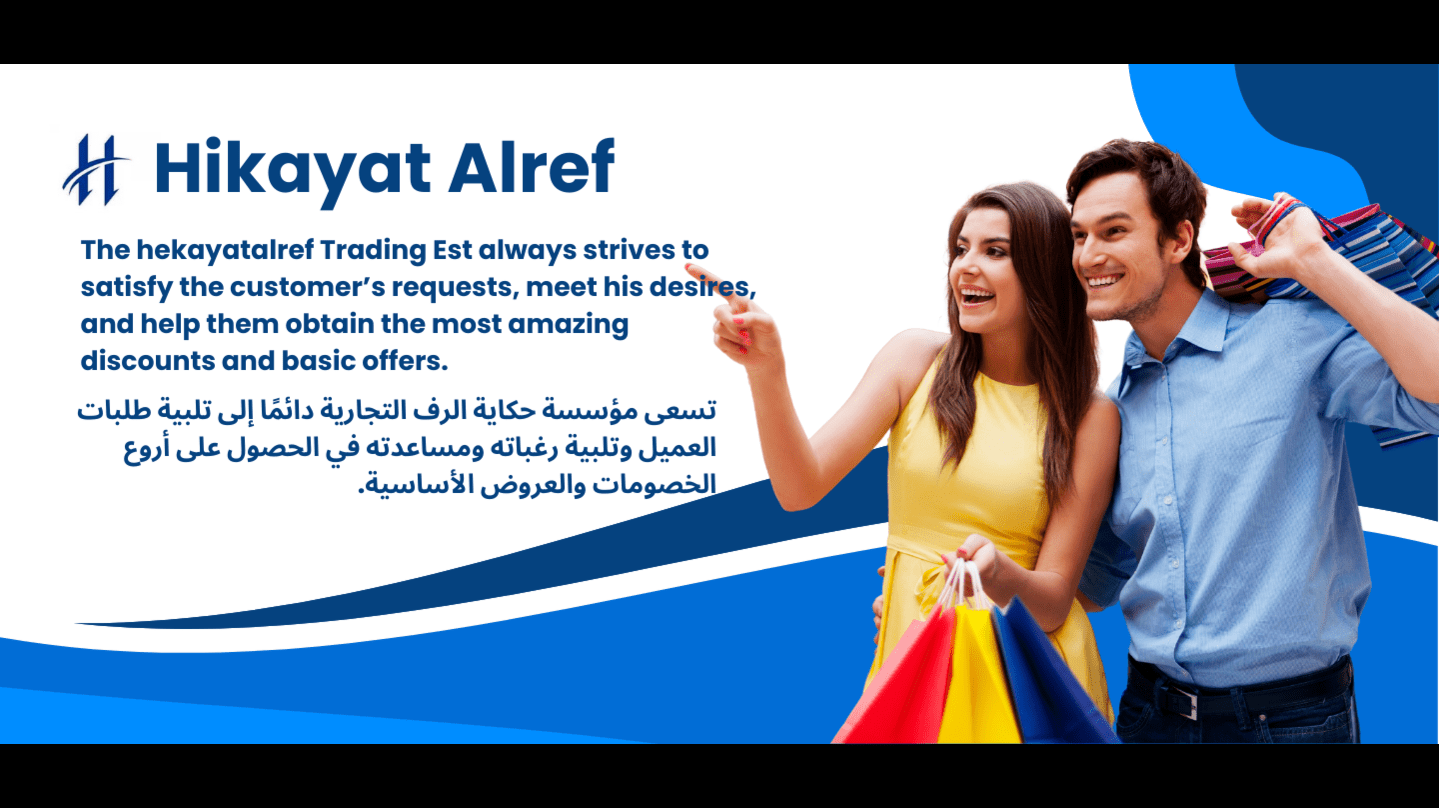 Hikayat Alref
The hekayatalref Trading Est always strives to
satisfy the customer's requests, meet his desires,
and help them obtain the most amazing
discounts and basic offers.
تسعى مؤسسة حكاية الرف التجارية دائمًا إلى تلبية طلبات
العميل وتلبية رغباته ومساعدته في الحصول على أروع
الخصومات والعروض الأساسية.